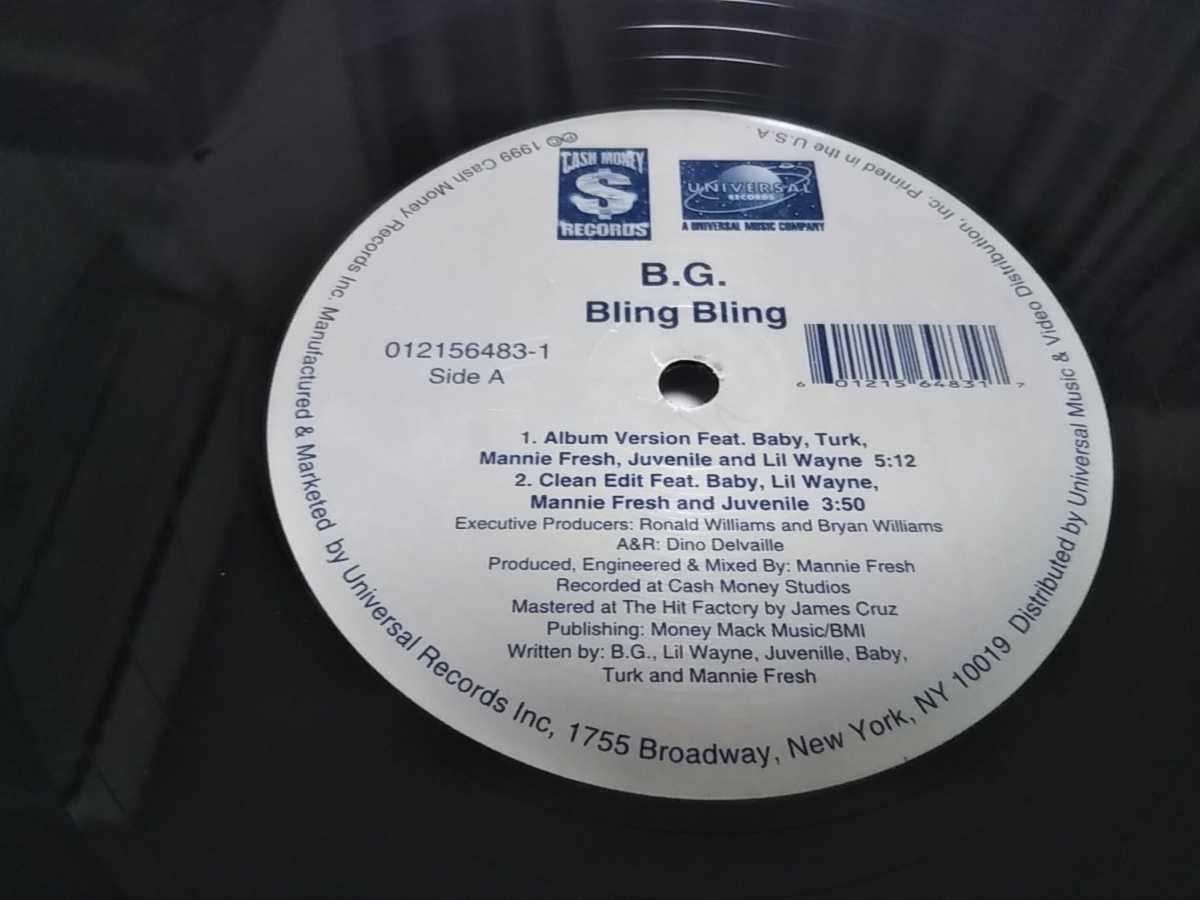 CASH MONEY
$
RECORDS
UNIVERSAL
RECORDS
A UNIVERSAL MUSIC COMPANY
B.G.
Bling Bling
012156483-1
Side A
6 01215 64831 7
1. Album Version Feat. Baby, Turk,
Mannie Fresh, Juvenile and Lil Wayne 5:12
2. Clean Edit Feat. Baby, Lil Wayne,
Mannie Fresh and Juvenile 3:50
Executive Producers: Ronald Williams and Bryan Williams
A&R: Dino Delvaille
Produced, Engineered & Mixed By: Mannie Fresh
Recorded at Cash Money Studios
Mastered at The Hit Factory by James Cruz
Publishing: Money Mack Music/BMI
Written by: B.G., Lil Wayne, Juvenille, Baby,
Turk and Mannie Fresh
℗© 1999 Cash Money Records Inc. Manufactured & Marketed by Universal Records Inc, 1755 Broadway, New York, NY 10019 Distributed by Universal Music & Video Distribution, Inc. Printed in the U.S.A